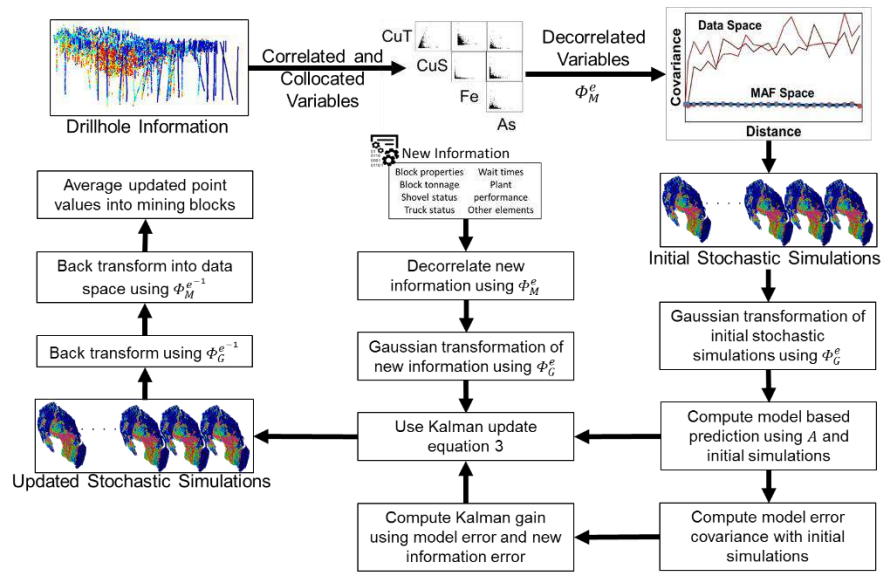 Drillhole Information
Correlated and
Collocated
Variables
CuT
CuS
Fe
As
Decorrelated
Variables
Φ_M^e
Covariance
Data Space
MAF Space
Distance
New Information
Block properties
Block tonnage
Shovel status
Truck status
Wait times
Plant
performance
Other elements
Initial Stochastic Simulations
Average updated point
values into mining blocks
Back transform into data
space using Φ_M^{e^{-1}}
Back transform using Φ_G^{e^{-1}}
Updated Stochastic Simulations
Decorrelate new
information using Φ_M^e
Gaussian transformation of
new information using Φ_G^e
Use Kalman update
equation 3
Compute Kalman gain
using model error and new
information error
Gaussian transformation of
initial stochastic
simulations using Φ_G^e
Compute model based
prediction using A and
initial simulations
Compute model error
covariance with initial
simulations